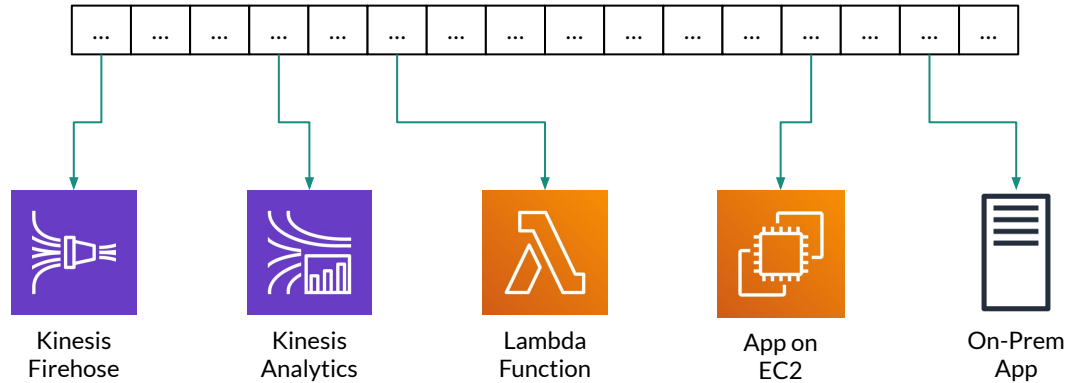 ... ... ... ... ... ... ... ... ... ... ... ... ... ... ... ...
Kinesis
Firehose
Kinesis
Analytics
Lambda
Function
App on
EC2
On-Prem
App